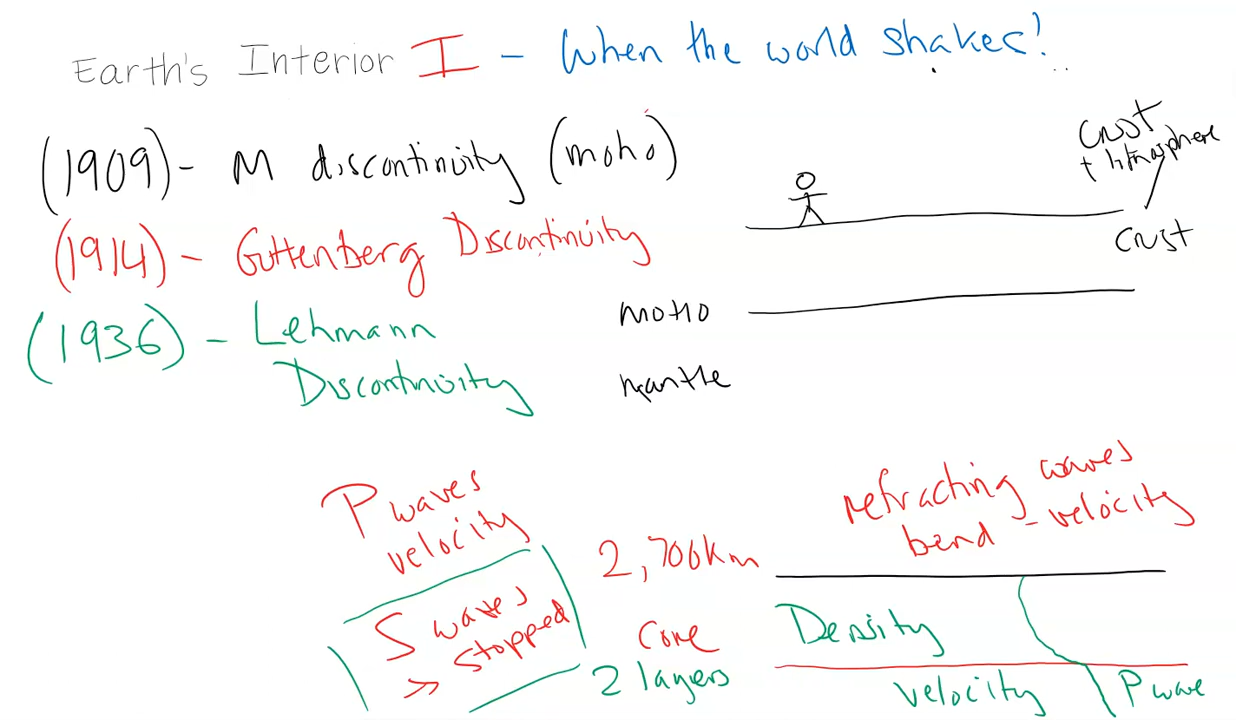 Earth's Interior I - When the world shakes!
(1909) - M discontinuity (moho)
(1914) - Guttenberg Discontinuity
(1936) - Lehmann
Discontinuity
Crust
+ lithosphere
Crust
MOHO
mantle
P waves
velocity
S waves
stopped
2,700km
Core
2 layers
refracting waves
bend - velocity
Density
velocity
P wave